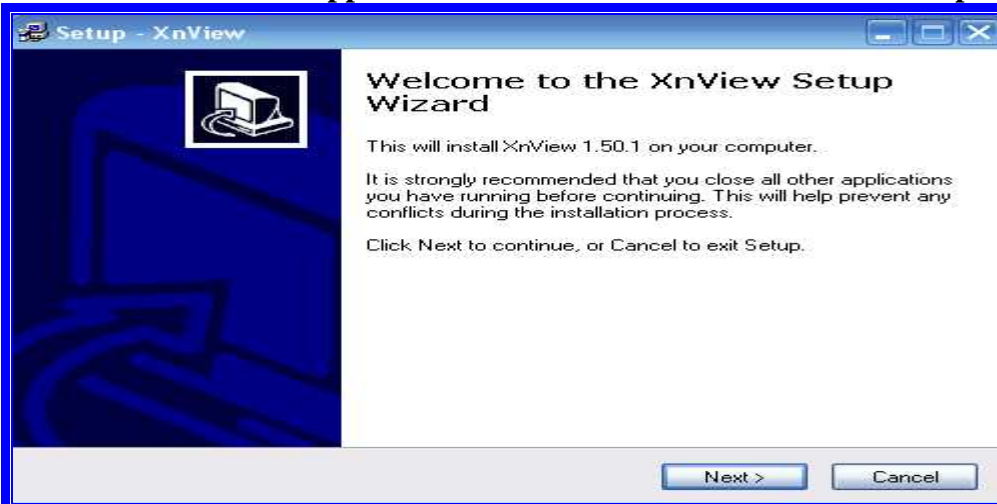 Setup - XnView
Welcome to the XnView Setup
Wizard
This will install XnView 1.50.1 on your computer.
It is strongly recommended that you close all other applications
you have running before continuing. This will help prevent any
conflicts during the installation process.
Click Next to continue, or Cancel to exit Setup.
Next >
Cancel